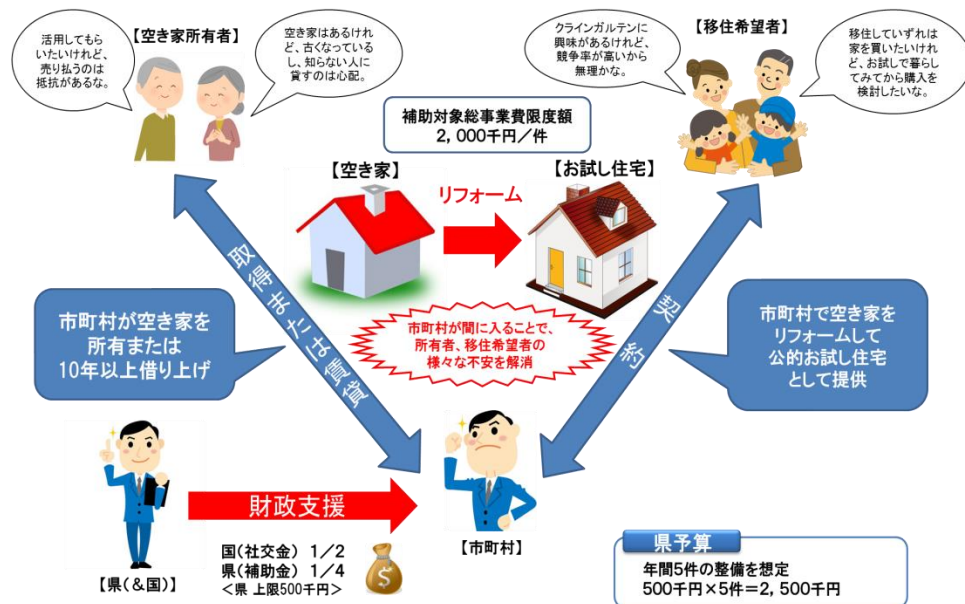 【空き家所有者】
活用してもら
いたいけれど、
売り払うのは
抵抗があるな。
空き家はあるけれ
ど、古くなっている
し、知らない人に
貸すのは心配。
【移住希望者】
クラインガルテンに
興味があるけれど、
競争率が高いから
無理かな。
移住していずれは
家を買いたいけれ
ど、お試しで暮らし
てみてから購入を
検討したいな。
補助対象総事業費限度額
2,000千円/件
【空き家】
リフォーム
【お試し住宅】
取得または賃貸
契約
市町村が空き家を
所有または
10年以上借り上げ
市町村が間に入ることで、
所有者、移住希望者の
様々な不安を解消
市町村で空き家を
リフォームして
公的お試し住宅
として提供
財政支援
国(社交金) 1/2
県(補助金) 1/4
<県 上限500千円>
$
【県(&国)】
【市町村】
県予算
年間5件の整備を想定
500千円×5件=2,500千円